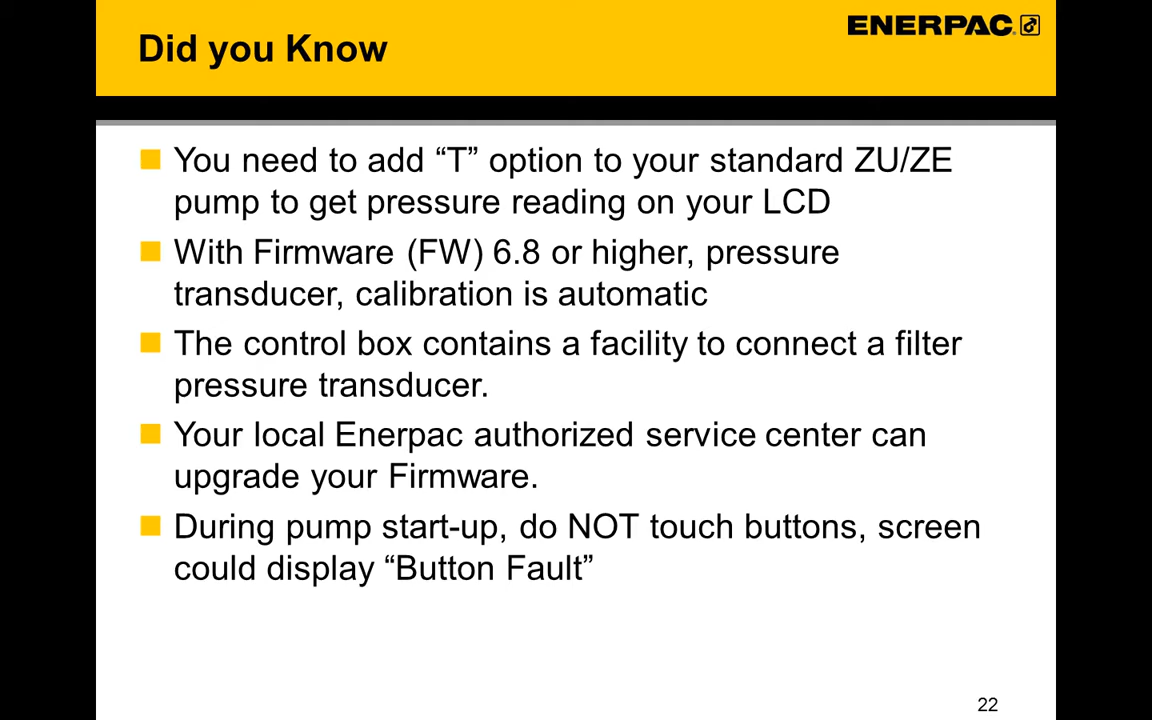 ENERPAC
Did you Know
You need to add “T” option to your standard ZU/ZE
pump to get pressure reading on your LCD
With Firmware (FW) 6.8 or higher, pressure
transducer, calibration is automatic
The control box contains a facility to connect a filter
pressure transducer.
Your local Enerpac authorized service center can
upgrade your Firmware.
During pump start-up, do NOT touch buttons, screen
could display “Button Fault”
22